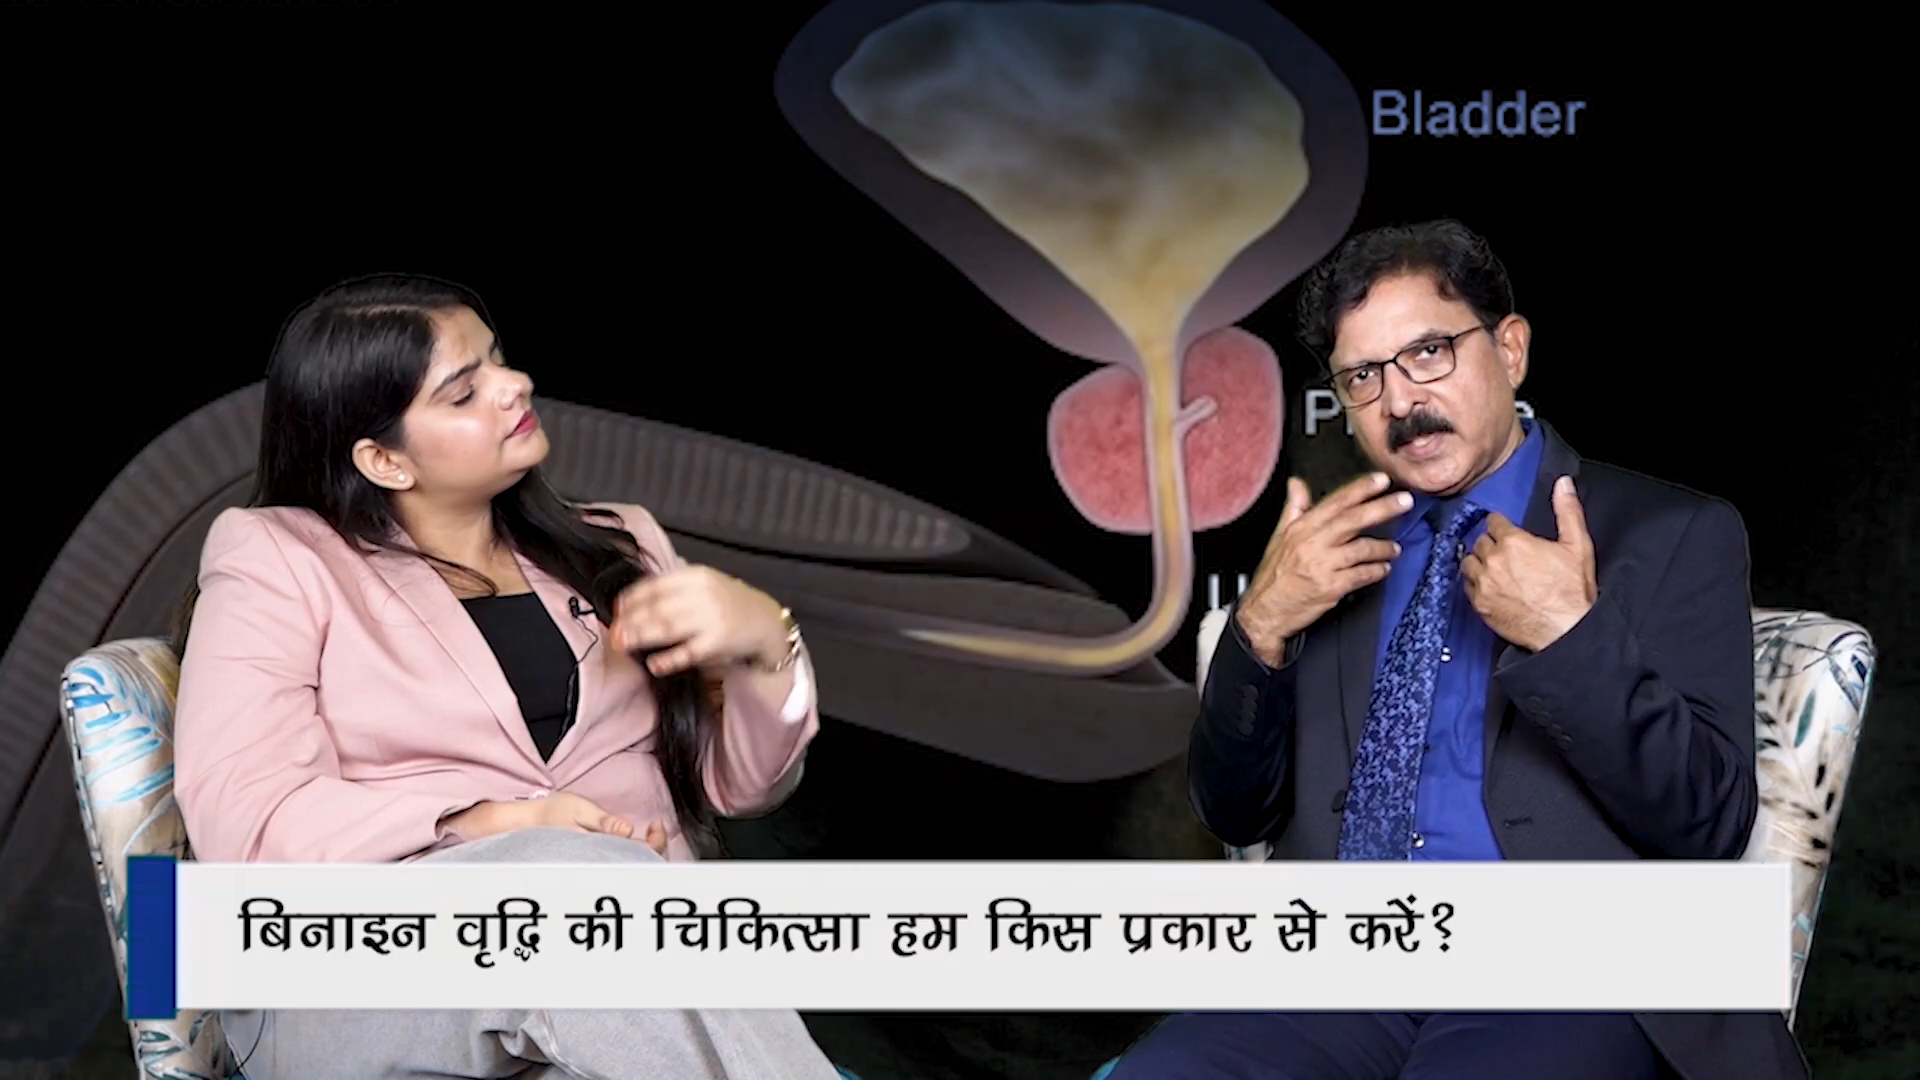 Bladder
बिनाइन वृद्धि की चिकित्सा हम किस प्रकार से करें?